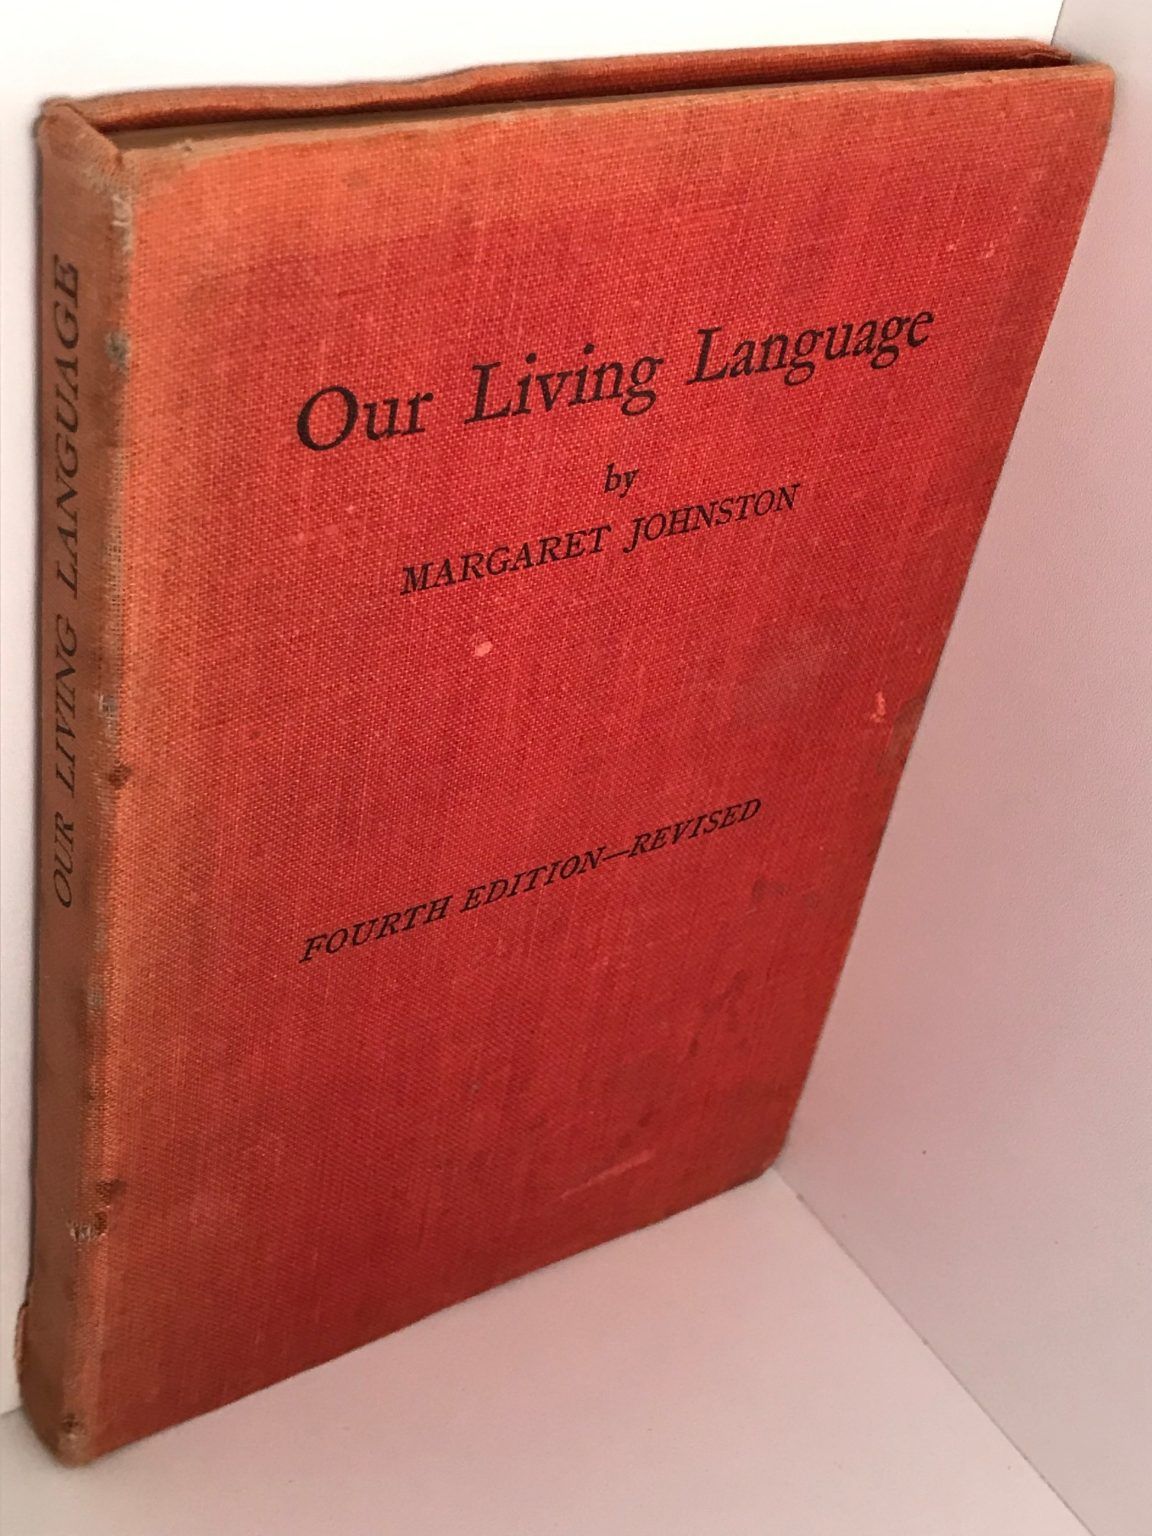 OUR LIVING LANGUAGE
Our Living Language
by
MARGARET JOHNSTON
FOURTH EDITION—REVISED